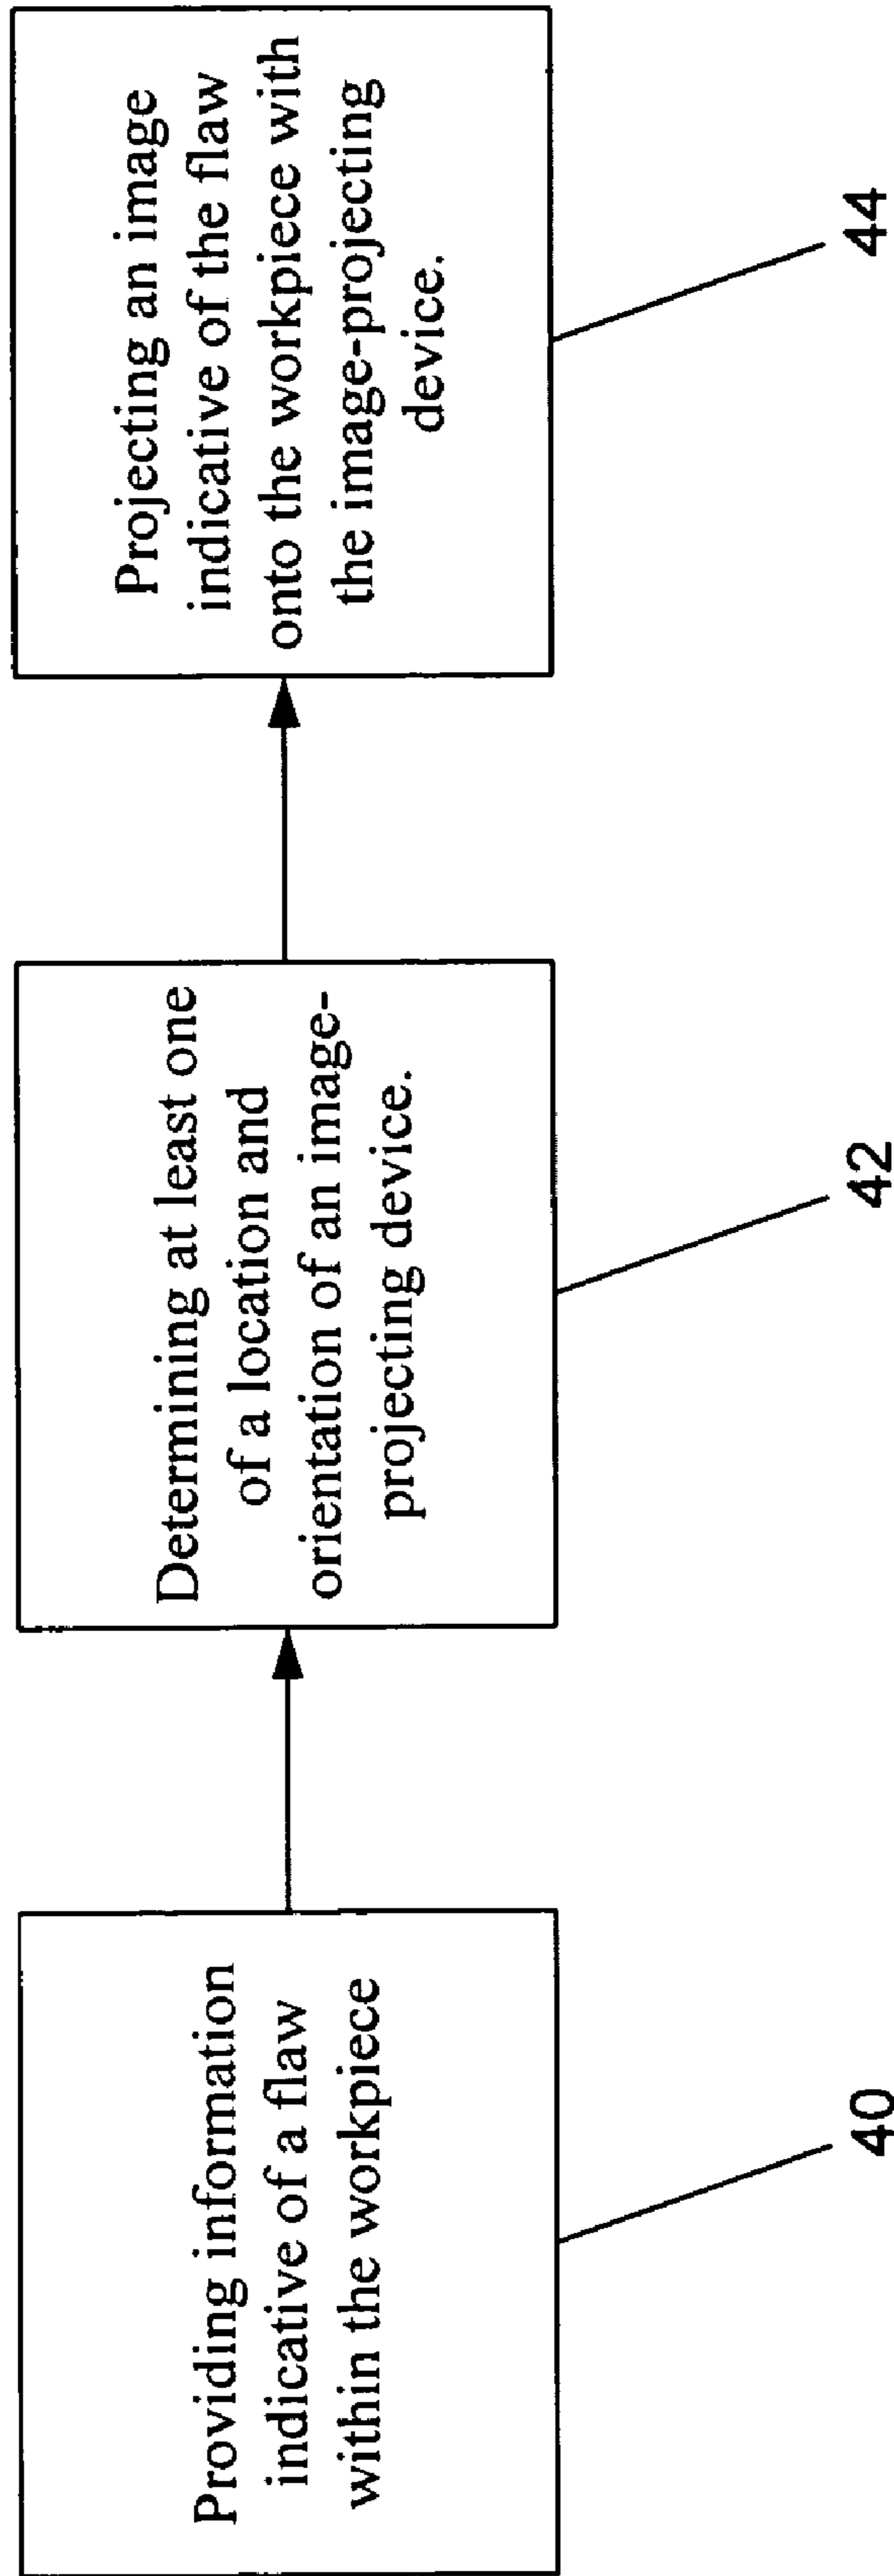 Providing information
indicative of a flaw
within the workpiece
40
Determining at least one
of a location and
orientation of an image-
projecting device.
42
Projecting an image
indicative of the flaw
onto the workpiece with
the image-projecting
device.
44